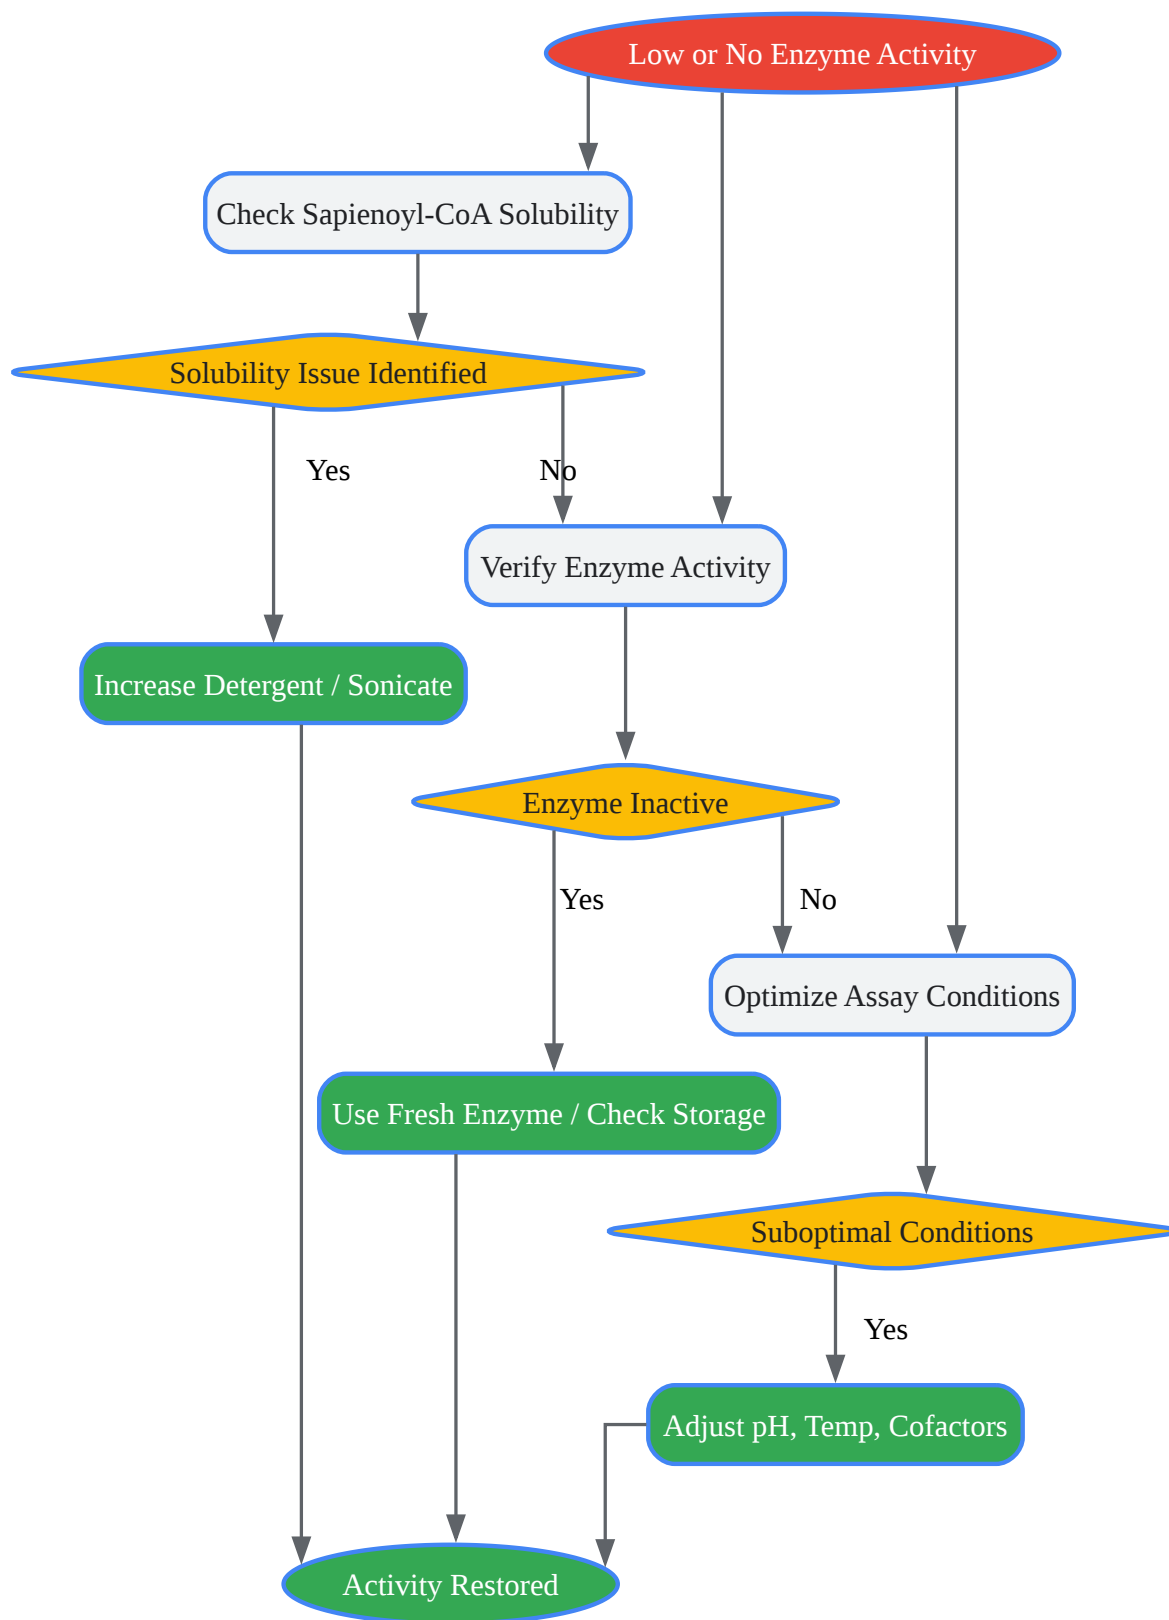 Low or No Enzyme Activity
Check Sapienoyl-CoA Solubility
Solubility Issue Identified
Yes
No
Verify Enzyme Activity
Increase Detergent / Sonicate
Enzyme Inactive
Yes
No
Optimize Assay Conditions
Use Fresh Enzyme / Check Storage
Suboptimal Conditions
Yes
Adjust pH, Temp, Cofactors
Activity Restored